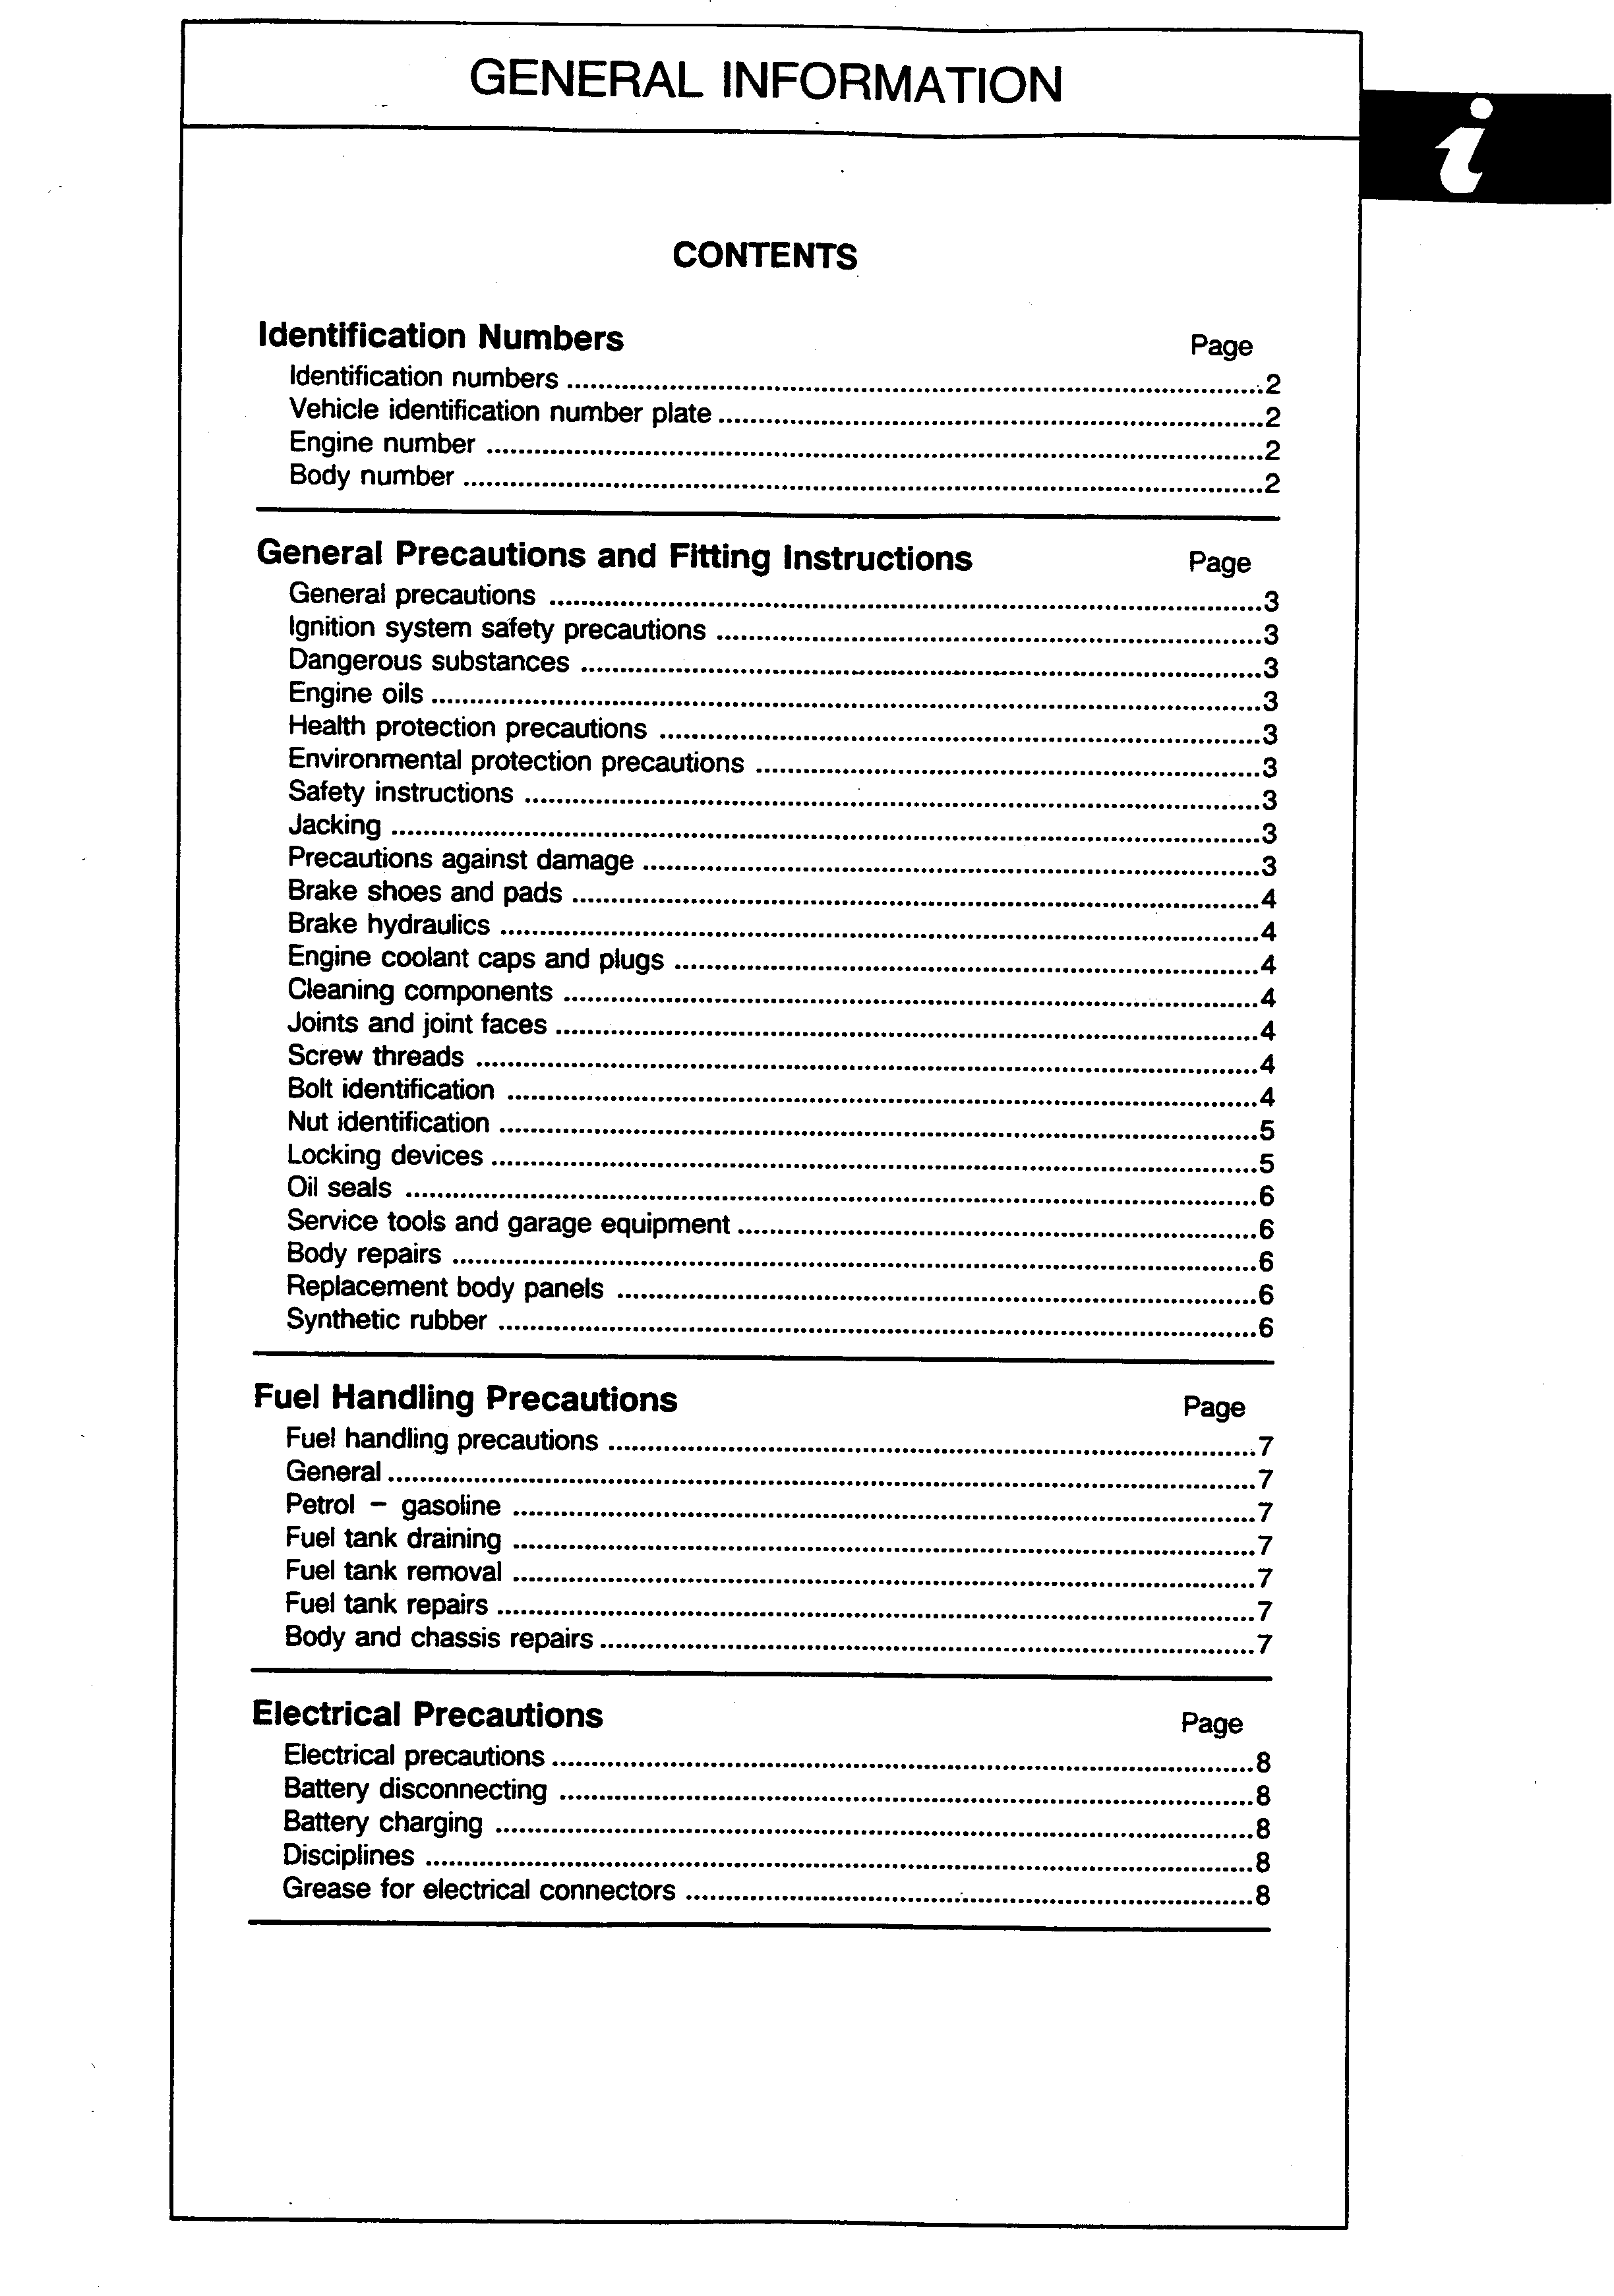 GENERAL INFORMATION
i
CONTENTS
Identification Numbers Page
Identification numbers ........................................ 2
Vehicle identification number plate ........................................ 2
Engine number ........................................ 2
Body number ........................................ 2
General Precautions and Fitting Instructions Page
General precautions ........................................ 3
Ignition system safety precautions ........................................ 3
Dangerous substances ........................................ 3
Engine oils ........................................ 3
Health protection precautions ........................................ 3
Environmental protection precautions ........................................ 3
Safety instructions ........................................ 3
Jacking ........................................ 3
Precautions against damage ........................................ 3
Brake shoes and pads ........................................ 4
Brake hydraulics ........................................ 4
Engine coolant caps and plugs ........................................ 4
Cleaning components ........................................ 4
Joints and joint faces ........................................ 4
Screw threads ........................................ 4
Bolt identification ........................................ 4
Nut identification ........................................ 5
Locking devices ........................................ 5
Oil seals ........................................ 6
Service tools and garage equipment ........................................ 6
Body repairs ........................................ 6
Replacement body panels ........................................ 6
Synthetic rubber ........................................ 6
Fuel Handling Precautions Page
Fuel handling precautions ........................................ 7
General ........................................ 7
Petrol – gasoline ........................................ 7
Fuel tank draining ........................................ 7
Fuel tank removal ........................................ 7
Fuel tank repairs ........................................ 7
Body and chassis repairs ........................................ 7
Electrical Precautions Page
Electrical precautions ........................................ 8
Battery disconnecting ........................................ 8
Battery charging ........................................ 8
Disciplines ........................................ 8
Grease for electrical connectors ........................................ 8